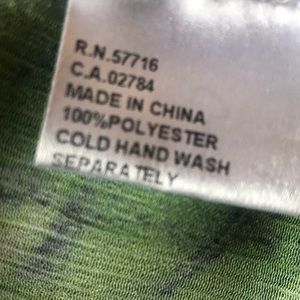 R.N.57716
C.A.02784
MADE IN CHINA
100%POLYESTER
COLD HAND WASH
SEPARATELY